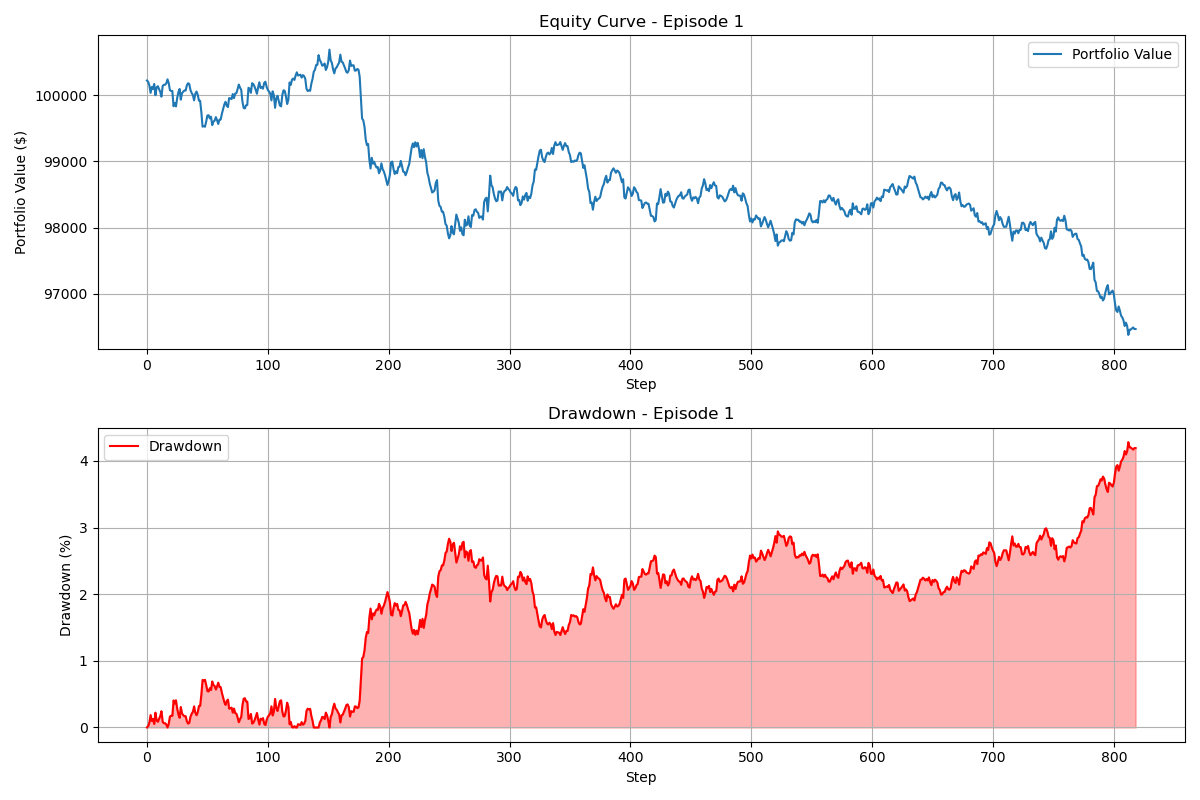 Equity Curve - Episode 1
Portfolio Value ($)
100000
99000
98000
97000
Portfolio Value
0 100 200 300 400 500 600 700 800
Step
Drawdown - Episode 1
Drawdown (%)
4
3
2
1
0
Drawdown
0 100 200 300 400 500 600 700 800
Step